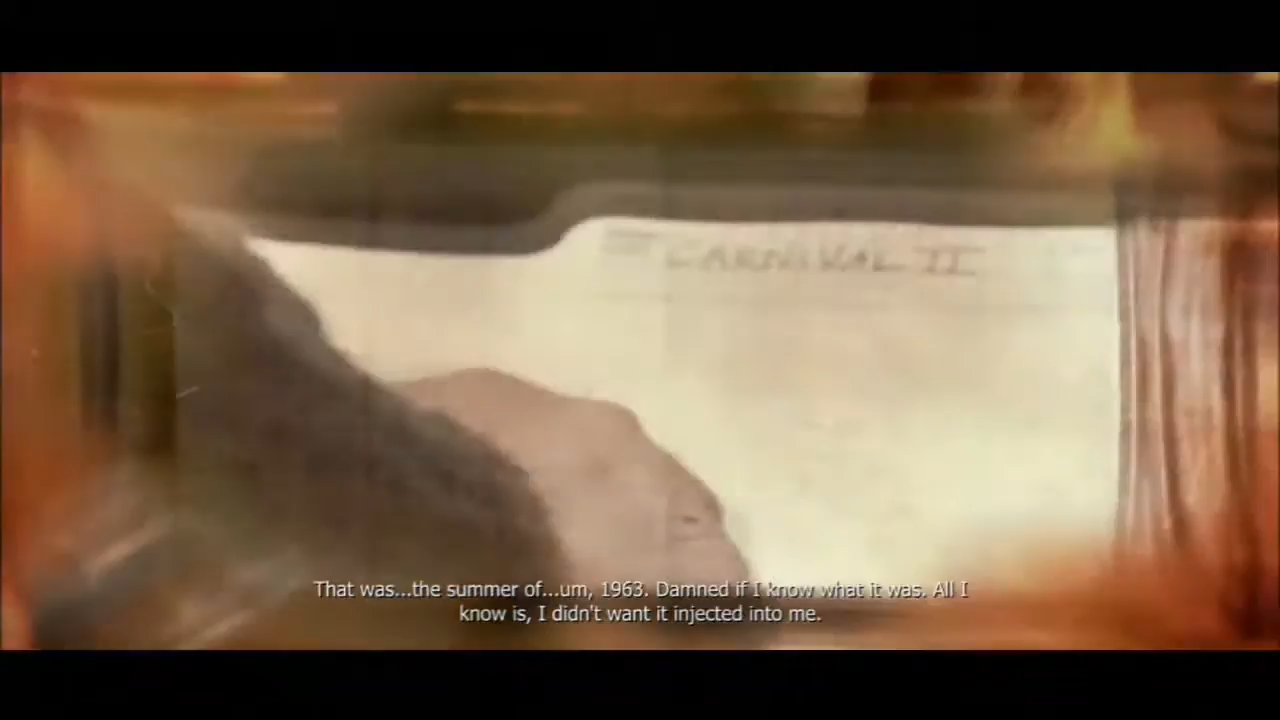 CARNIVAL II
That was...the summer of...um, 1963. Damned if I know what it was. All I
know is, I didn't want it injected into me.